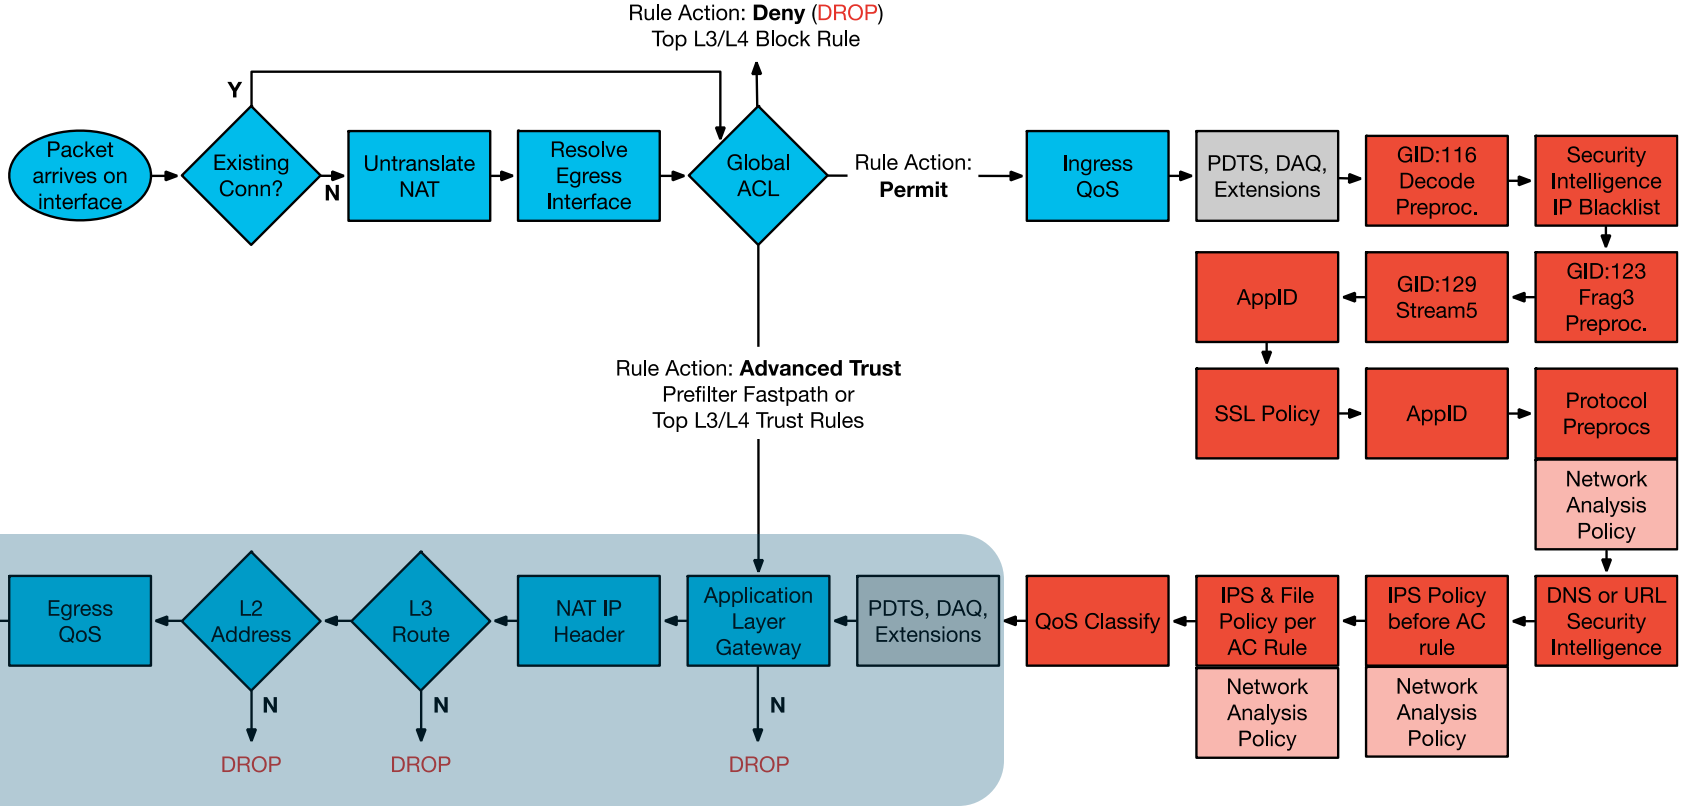 Rule Action: Deny (DROP)
Top L3/L4 Block Rule
Y
Packet
arrives on
interface
Existing
Conn?
N
Untranslate
NAT
Resolve
Egress
Interface
Global
ACL
Rule Action:
Permit
Ingress
QoS
PDTS, DAQ,
Extensions
GID:116
Decode
Preproc.
Security
Intelligence
IP Blacklist
AppID
GID:129
Stream5
GID:123
Frag3
Preproc.
Rule Action: Advanced Trust
Prefilter Fastpath or
Top L3/L4 Trust Rules
SSL Policy
AppID
Protocol
Preprocs
Network
Analysis
Policy
Egress
QoS
L2
Address
L3
Route
NAT IP
Header
Application
Layer
Gateway
PDTS, DAQ,
Extensions
QoS Classify
IPS & File
Policy per
AC Rule
IPS Policy
before AC
rule
DNS or URL
Security
Intelligence
Network
Analysis
Policy
Network
Analysis
Policy
N
N
N
DROP
DROP
DROP